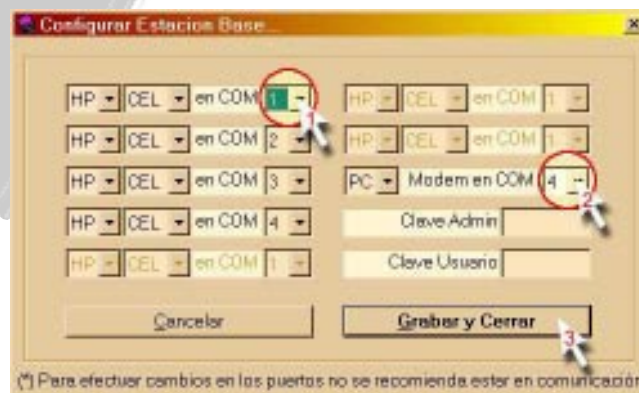 Configurar Estacion Base...
HP CEL en COM 1 HP CEL en COM 1
1
HP CEL en COM 2 HP CEL en COM 1
HP CEL en COM 3 PC Modem en COM 4
2
HP CEL en COM 4 Clave Admin
HP CEL en COM 1 Clave Usuario
Cancelar Grabar y Cerrar
3
(*) Para efectuar cambios en los puertos no se recomienda estar en comunicación